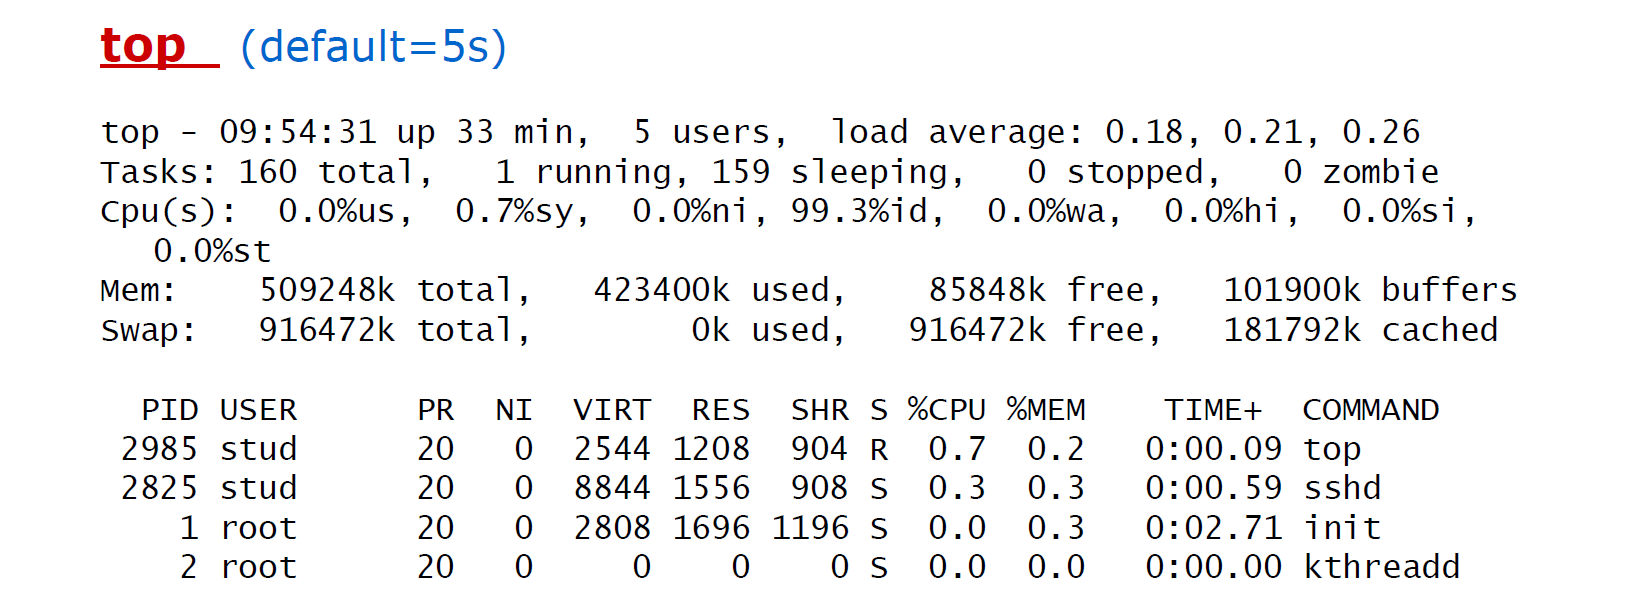 top (default=5s)
top - 09:54:31 up 33 min,  5 users,  load average: 0.18, 0.21, 0.26
Tasks: 160 total,   1 running, 159 sleeping,   0 stopped,   0 zombie
Cpu(s):  0.0%us,  0.7%sy,  0.0%ni, 99.3%id,  0.0%wa,  0.0%hi,  0.0%si,
0.0%st
Mem:    509248k total,   423400k used,    85848k free,   101900k buffers
Swap:   916472k total,        0k used,   916472k free,   181792k cached
PID USER      PR  NI  VIRT  RES  SHR S %CPU %MEM    TIME+  COMMAND
2985 stud      20   0  2544 1208  904 R  0.7  0.2   0:00.09 top
2825 stud      20   0  8844 1556  908 S  0.3  0.3   0:00.59 sshd
1 root      20   0  2808 1696 1196 S  0.0  0.3   0:02.71 init
2 root      20   0     0    0    0 S  0.0  0.0   0:00.00 kthreadd